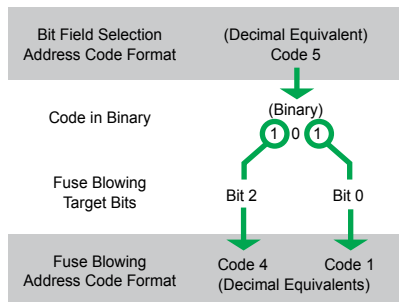 Bit Field Selection
Address Code Format
(Decimal Equivalent)
Code 5
Code in Binary
(Binary)
1 0 1
Fuse Blowing
Target Bits
Bit 2
Bit 0
Fuse Blowing
Address Code Format
Code 4
Code 1
(Decimal Equivalents)